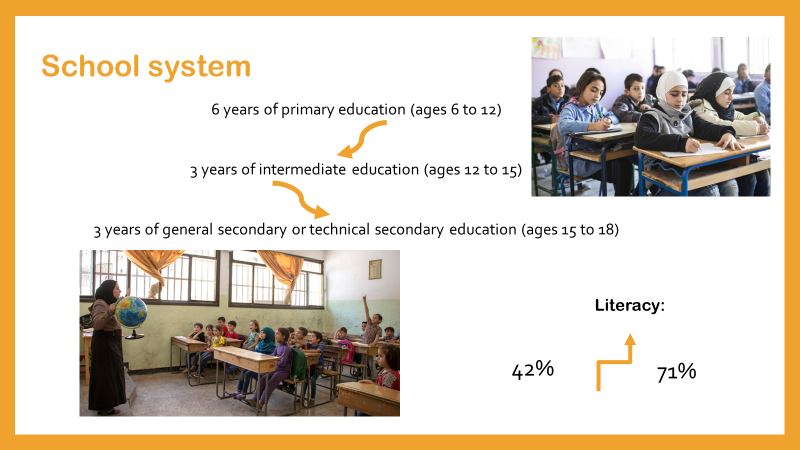 School system
6 years of primary education (ages 6 to 12)
3 years of intermediate education (ages 12 to 15)
3 years of general secondary or technical secondary education (ages 15 to 18)
Literacy:
42%
71%